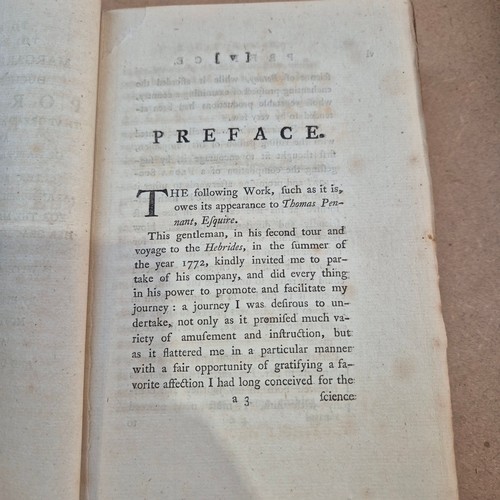 [ v ]
PREFACE.
THE following Work, ſuch as it is,
owes its appearance to Thomas Pen-
nant, Eſquire.
This gentleman, in his ſecond tour and
voyage to the Hebrides, in the ſummer of
the year 1772, kindly invited me to par-
take of his company, and did every thing
in his power to promote and facilitate my
journey : a journey I was deſirous to un-
dertake, not only as it promiſed much va-
riety of amuſement and inſtruction, but
as it flattered me in a particular manner
with a fair opportunity of gratifying a fa-
vorite affection I had long conceived for the
a 3 ſcience